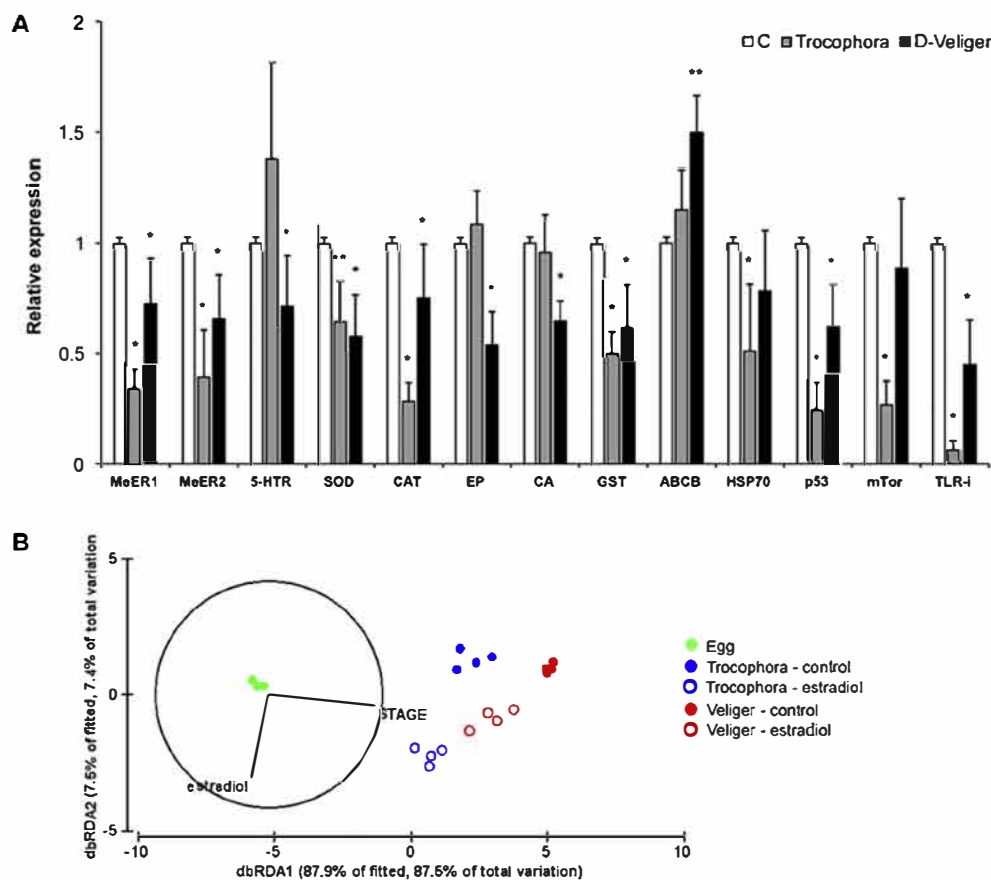 A
□ C ■ Trocophora ■ D-Veliger
Relative expression
2
1.5
1
0.5
0
* * * * * ** * * * * * * * ** * * * * * *
MeER1 MeER2 5-HTR SOD CAT EP CA GST ABCB HSP70 p53 mTor TLR-i
B
dbRDA2 (7.5% of fitted, 7.4% of total variation
5
0
-5
STAGE
estradiol
-10 -5 0 5 10
dbRDA1 (87.9% of fitted, 87.5% of total variation)
Egg
Trocophora - control
Trocophora - estradiol
Veliger - control
Veliger - estradiol